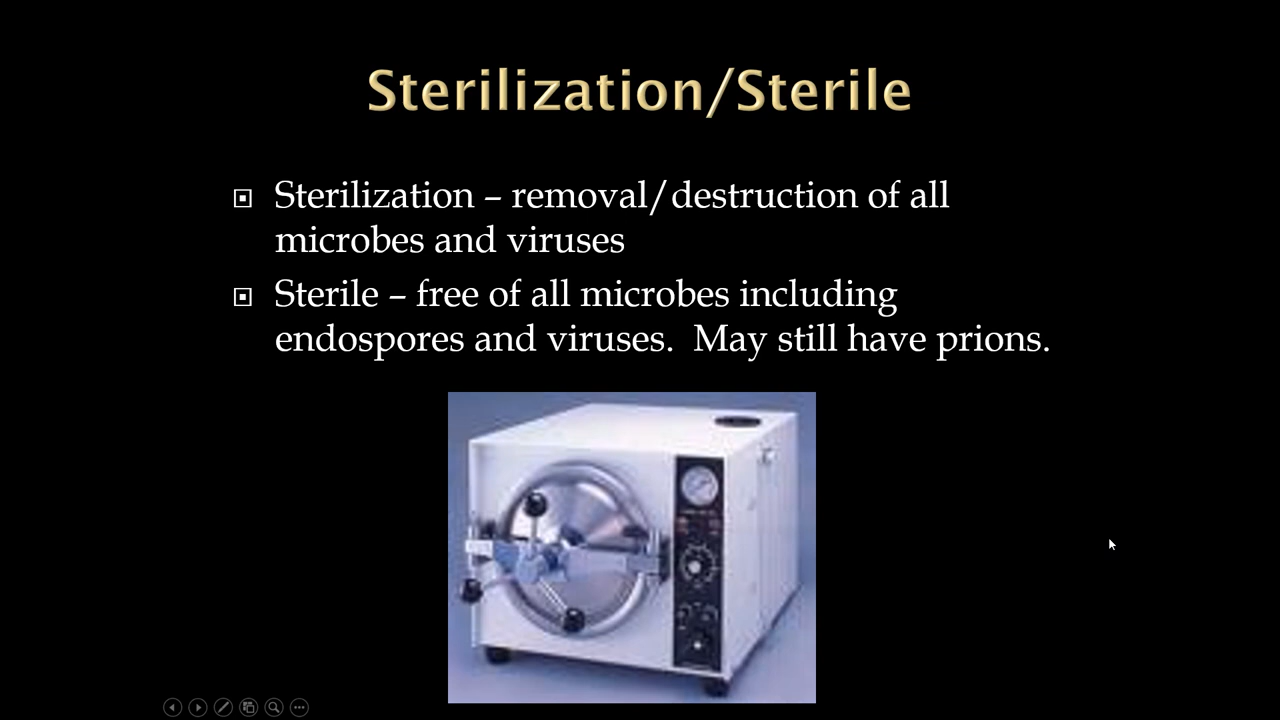 Sterilization/Sterile
Sterilization – removal/destruction of all
microbes and viruses
Sterile – free of all microbes including
endospores and viruses.  May still have prions.